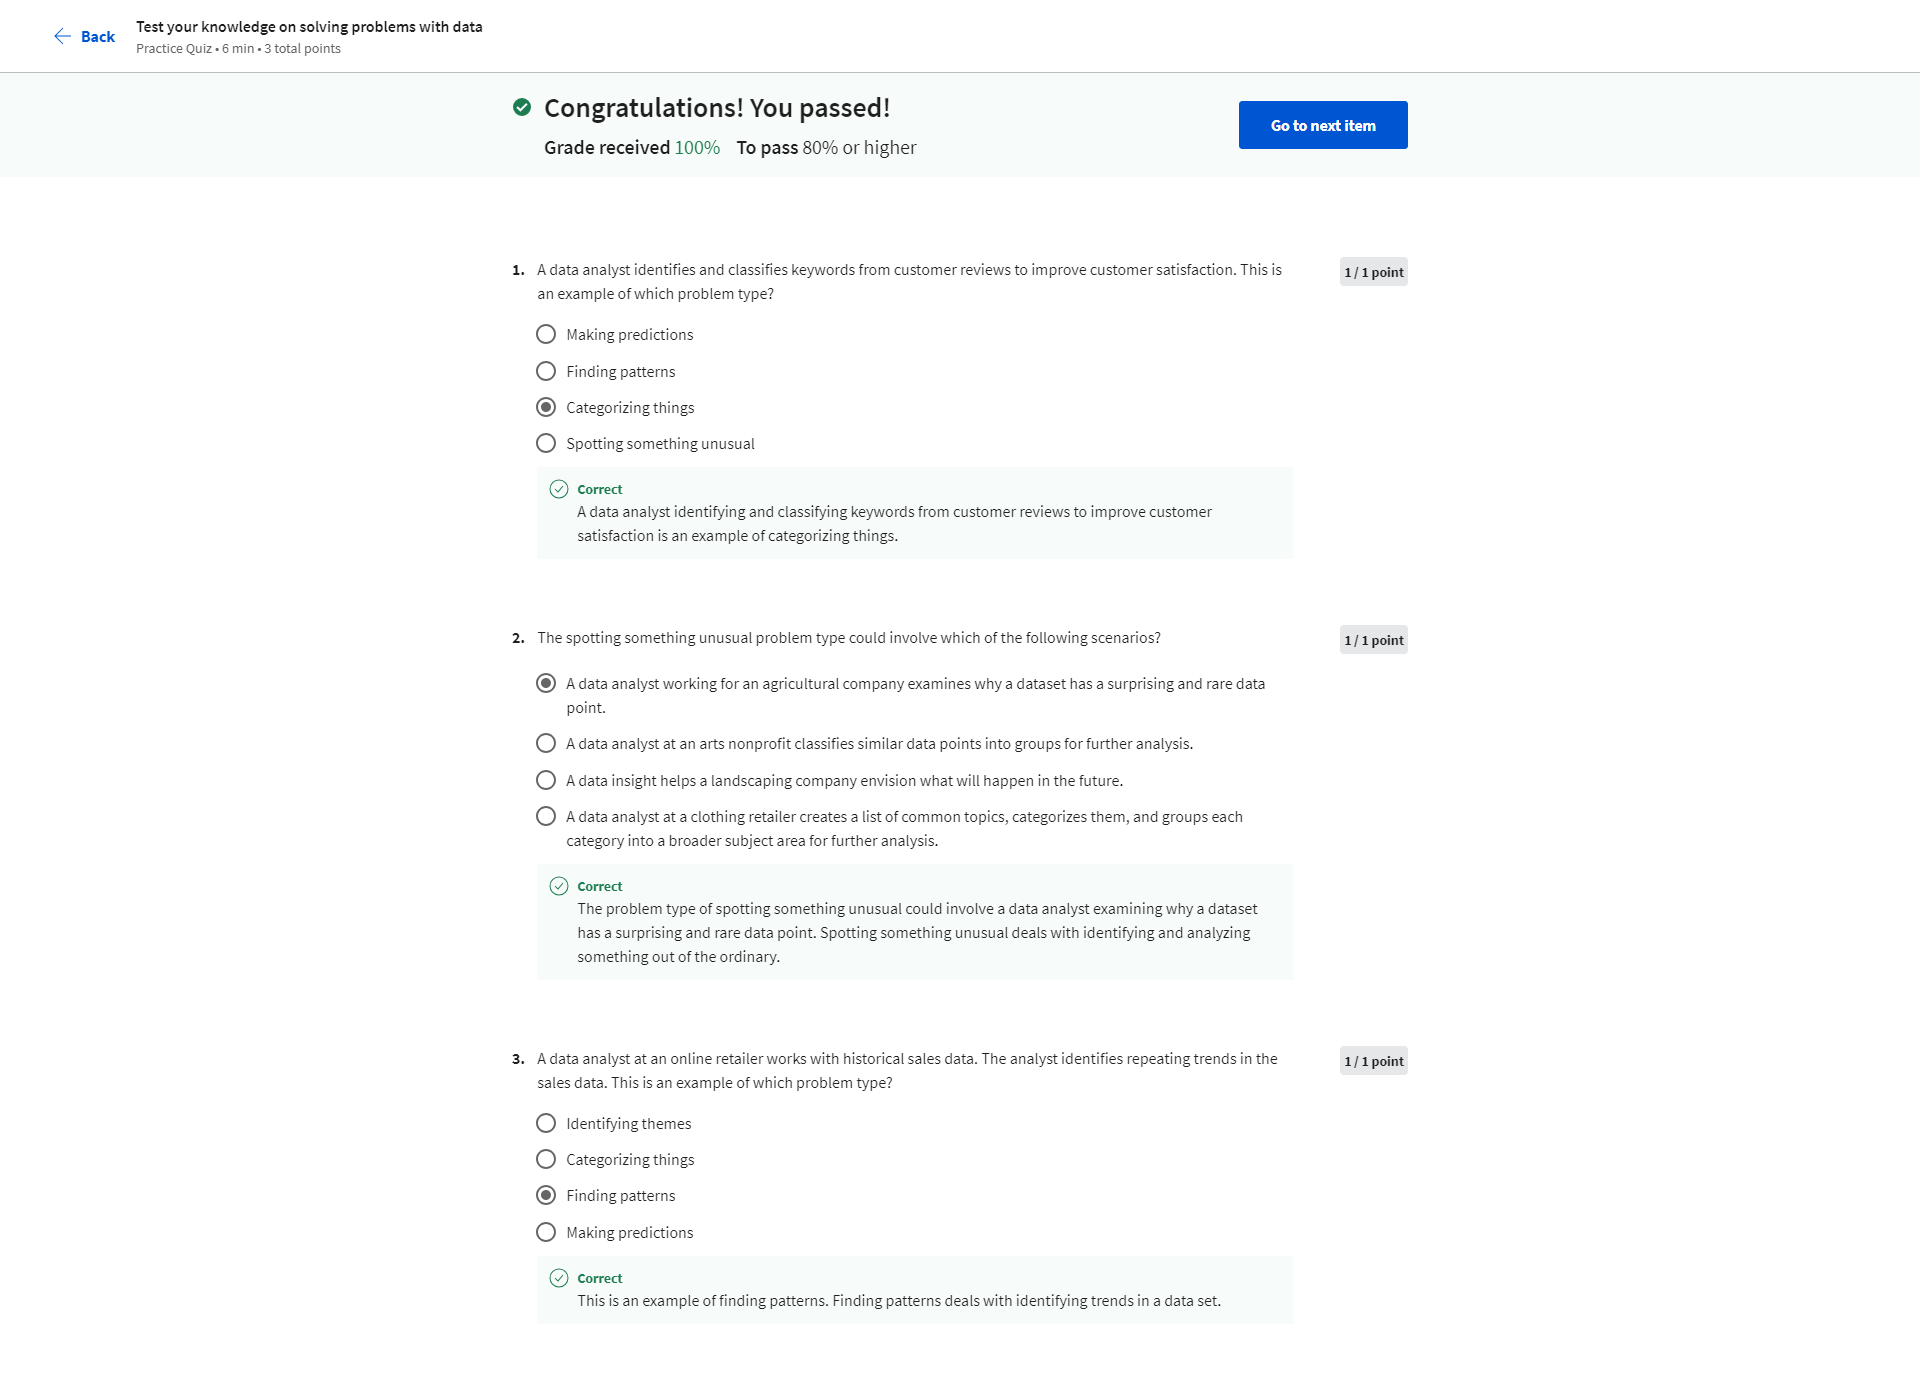 Back
Test your knowledge on solving problems with data
Practice Quiz • 6 min • 3 total points
Congratulations! You passed!
Grade received 100% To pass 80% or higher
Go to next item
1. A data analyst identifies and classifies keywords from customer reviews to improve customer satisfaction. This is
an example of which problem type?
1 / 1 point
Making predictions
Finding patterns
Categorizing things
Spotting something unusual
Correct
A data analyst identifying and classifying keywords from customer reviews to improve customer
satisfaction is an example of categorizing things.
2. The spotting something unusual problem type could involve which of the following scenarios?
1 / 1 point
A data analyst working for an agricultural company examines why a dataset has a surprising and rare data
point.
A data analyst at an arts nonprofit classifies similar data points into groups for further analysis.
A data insight helps a landscaping company envision what will happen in the future.
A data analyst at a clothing retailer creates a list of common topics, categorizes them, and groups each
category into a broader subject area for further analysis.
Correct
The problem type of spotting something unusual could involve a data analyst examining why a dataset
has a surprising and rare data point. Spotting something unusual deals with identifying and analyzing
something out of the ordinary.
3. A data analyst at an online retailer works with historical sales data. The analyst identifies repeating trends in the
sales data. This is an example of which problem type?
1 / 1 point
Identifying themes
Categorizing things
Finding patterns
Making predictions
Correct
This is an example of finding patterns. Finding patterns deals with identifying trends in a data set.